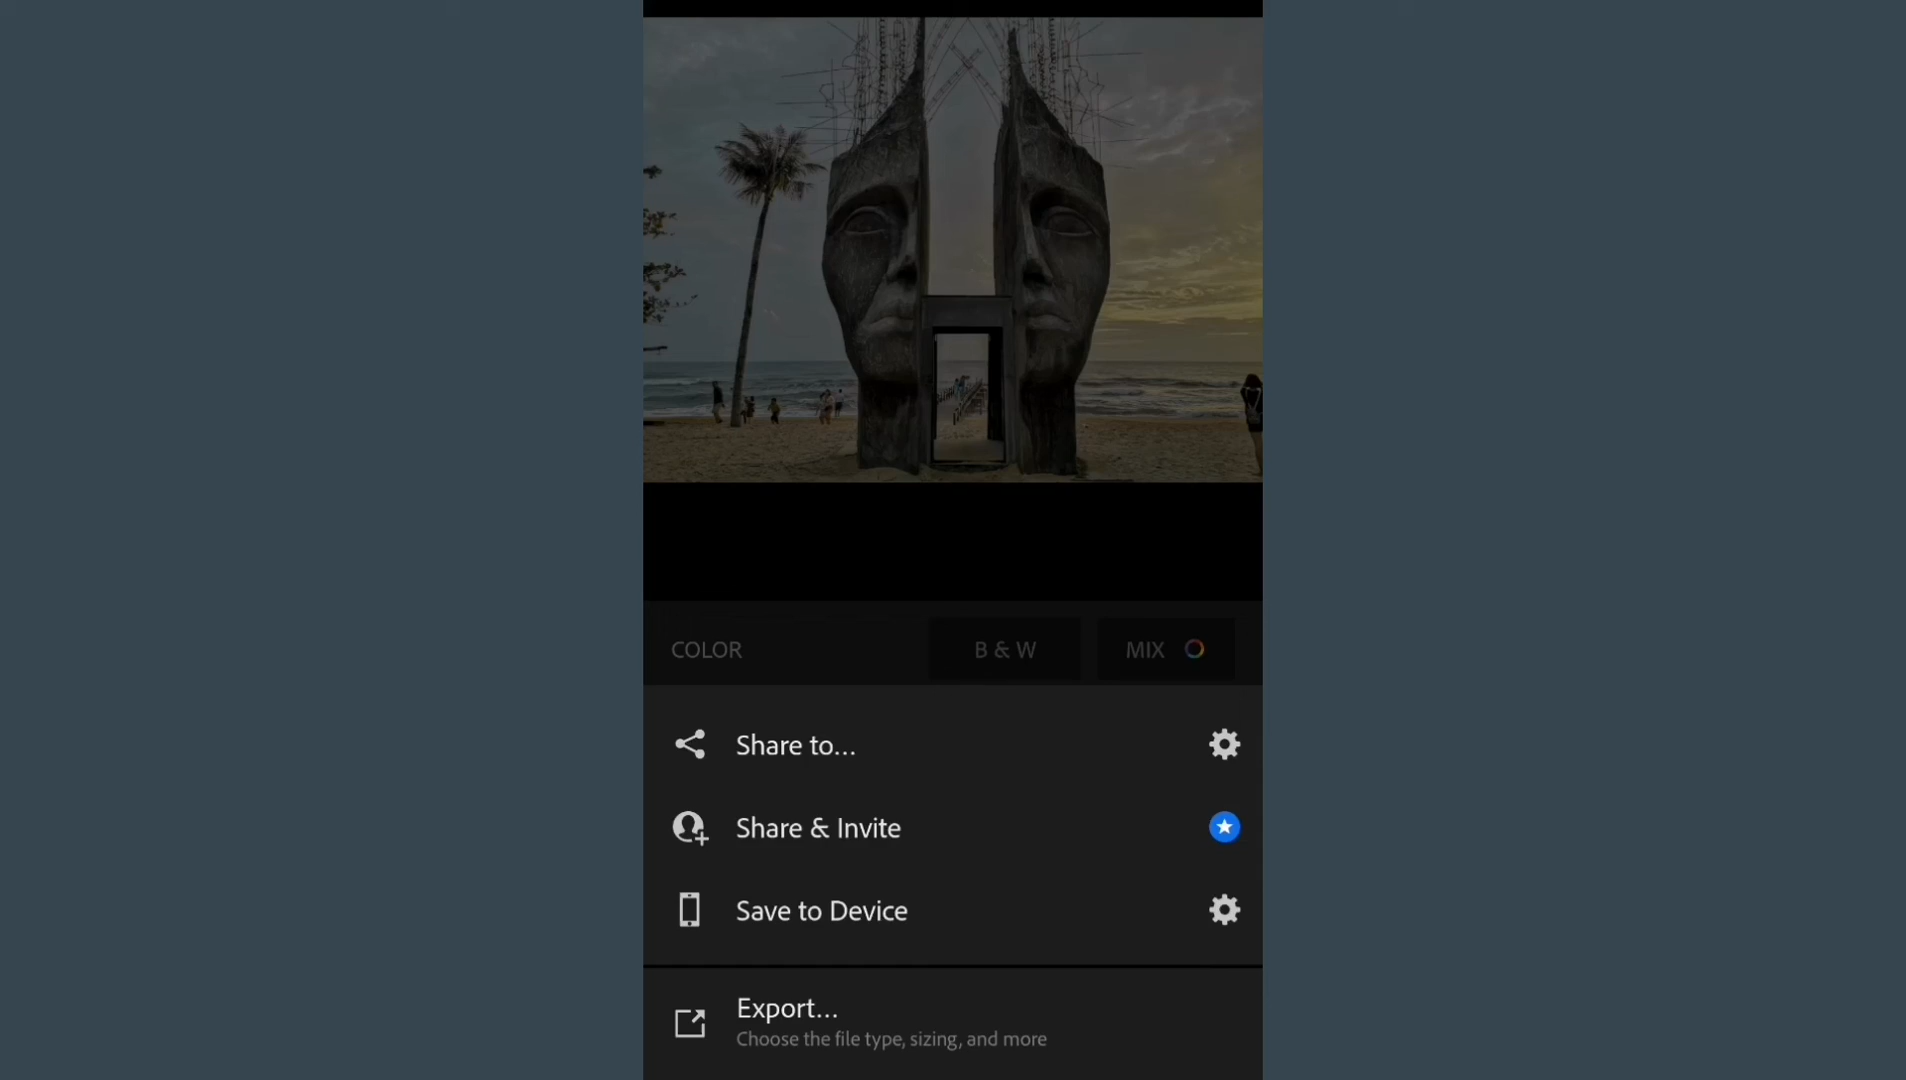 COLOR
B & W
MIX
Share to...
Share & Invite
Save to Device
Export...
Choose the file type, sizing, and more